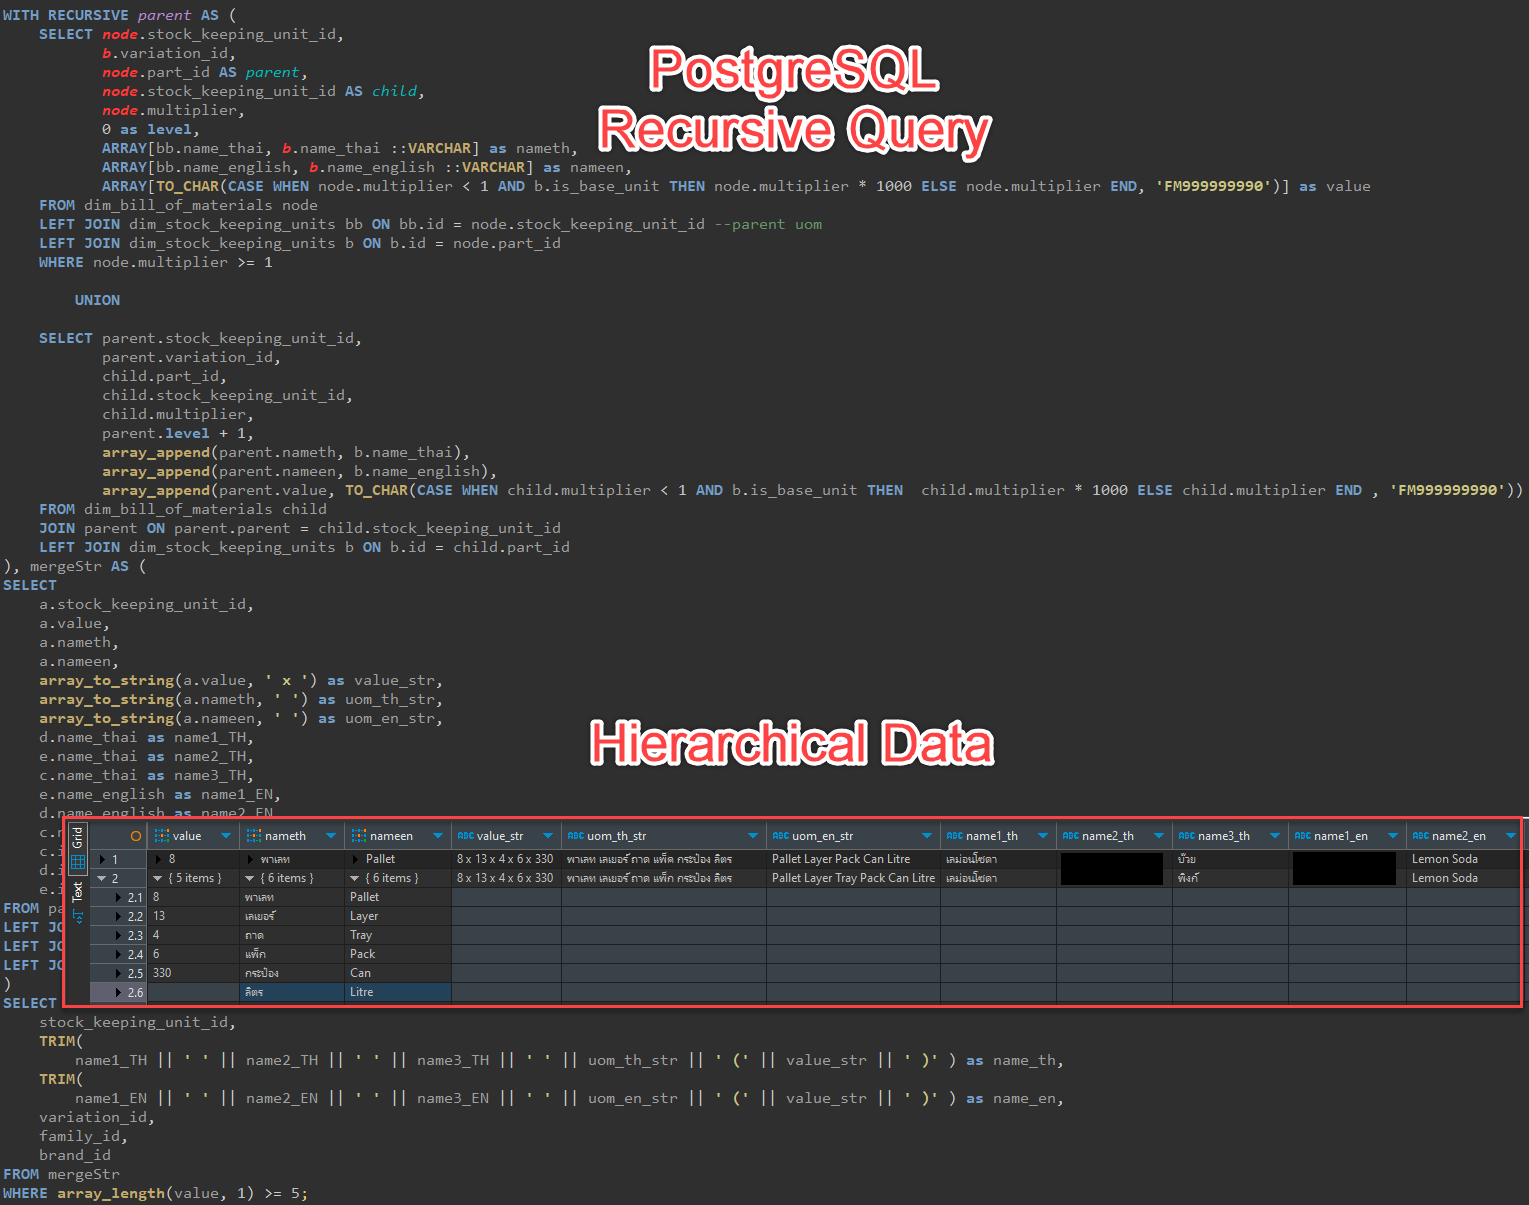 WITH RECURSIVE parent AS (
SELECT node.stock_keeping_unit_id,
b.variation_id,
node.part_id AS parent,
node.stock_keeping_unit_id AS child,
node.multiplier,
0 as level,
ARRAY[bb.name_thai, b.name_thai ::VARCHAR] as nameth,
ARRAY[bb.name_english, b.name_english ::VARCHAR] as nameen,
ARRAY[TO_CHAR(CASE WHEN node.multiplier < 1 AND b.is_base_unit THEN node.multiplier * 1000 ELSE node.multiplier END, 'FM999999990')] as value
FROM dim_bill_of_materials node
LEFT JOIN dim_stock_keeping_units bb ON bb.id = node.stock_keeping_unit_id --parent uom
LEFT JOIN dim_stock_keeping_units b ON b.id = node.part_id
WHERE node.multiplier >= 1
PostgreSQL
Recursive Query
UNION
SELECT parent.stock_keeping_unit_id,
parent.variation_id,
child.part_id,
child.stock_keeping_unit_id,
child.multiplier,
parent.level + 1,
array_append(parent.nameth, b.name_thai),
array_append(parent.nameen, b.name_english),
array_append(parent.value, TO_CHAR(CASE WHEN child.multiplier < 1 AND b.is_base_unit THEN  child.multiplier * 1000 ELSE child.multiplier END , 'FM999999990'))
FROM dim_bill_of_materials child
JOIN parent ON parent.parent = child.stock_keeping_unit_id
LEFT JOIN dim_stock_keeping_units b ON b.id = child.part_id
), mergeStr AS (
SELECT
a.stock_keeping_unit_id,
a.value,
a.nameth,
a.nameen,
array_to_string(a.value, ' x ') as value_str,
array_to_string(a.nameth, ' ') as uom_th_str,
array_to_string(a.nameen, ' ') as uom_en_str,
d.name_thai as name1_TH,
e.name_thai as name2_TH,
c.name_thai as name3_TH,
e.name_english as name1_EN,
d.name_english as name2_EN
Hierarchical Data
Grid
Text
value nameth nameen value_str uom_th_str uom_en_str name1_th name2_th name3_th name1_en name2_en
1 8 พาเลท Pallet 8 x 13 x 4 x 6 x 330 พาเลท เลเยอร์ ถาด แพ็ค กระป๋อง ลิตร Pallet Layer Pack Can Litre เลม่อนโซดา บ๊วย Lemon Soda
2 { 5 items } { 6 items } { 6 items } 8 x 13 x 4 x 6 x 330 พาเลท เลเยอร์ ถาด แพ็ค กระป๋อง ลิตร Pallet Layer Tray Pack Can Litre เลม่อนโซดา พิงก์ Lemon Soda
2.1 8 พาเลท Pallet
2.2 13 เลเยอร์ Layer
2.3 4 ถาด Tray
2.4 6 แพ็ก Pack
2.5 330 กระป๋อง Can
2.6 ลิตร Litre
FROM
LEFT
LEFT
LEFT
)
SELECT
stock_keeping_unit_id,
TRIM(
name1_TH || ' ' || name2_TH || ' ' || name3_TH || ' ' || uom_th_str || ' (' || value_str || ' )' ) as name_th,
TRIM(
name1_EN || ' ' || name2_EN || ' ' || name3_EN || ' ' || uom_en_str || ' (' || value_str || ' )' ) as name_en,
variation_id,
family_id,
brand_id
FROM mergeStr
WHERE array_length(value, 1) >= 5;